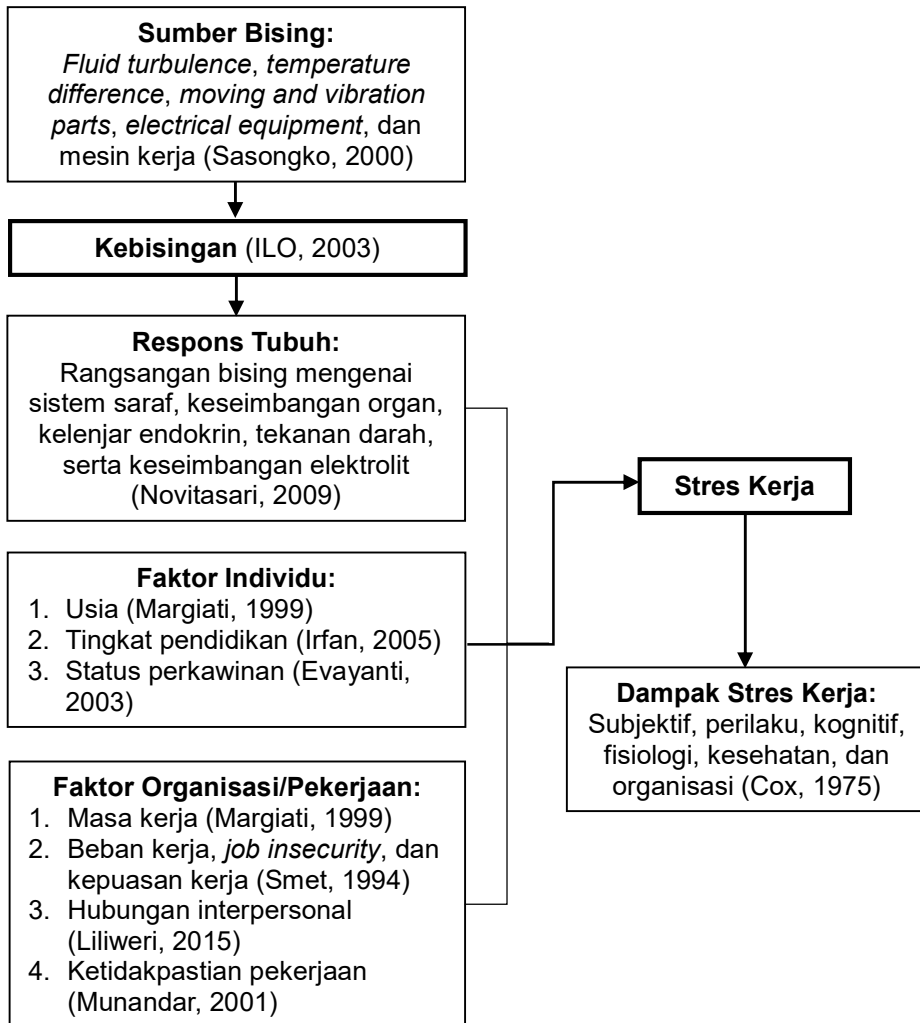 Sumber Bising:
Fluid turbulence, temperature
difference, moving and vibration
parts, electrical equipment, dan
mesin kerja (Sasongko, 2000)
Kebisingan (ILO, 2003)
Respons Tubuh:
Rangsangan bising mengenai
sistem saraf, keseimbangan organ,
kelenjar endokrin, tekanan darah,
serta keseimbangan elektrolit
(Novitasari, 2009)
Faktor Individu:
1. Usia (Margiati, 1999)
2. Tingkat pendidikan (Irfan, 2005)
3. Status perkawinan (Evayanti,
2003)
Faktor Organisasi/Pekerjaan:
1. Masa kerja (Margiati, 1999)
2. Beban kerja, job insecurity, dan
kepuasan kerja (Smet, 1994)
3. Hubungan interpersonal
(Liliweri, 2015)
4. Ketidakpastian pekerjaan
(Munandar, 2001)
Stres Kerja
Dampak Stres Kerja:
Subjektif, perilaku, kognitif,
fisiologi, kesehatan, dan
organisasi (Cox, 1975)